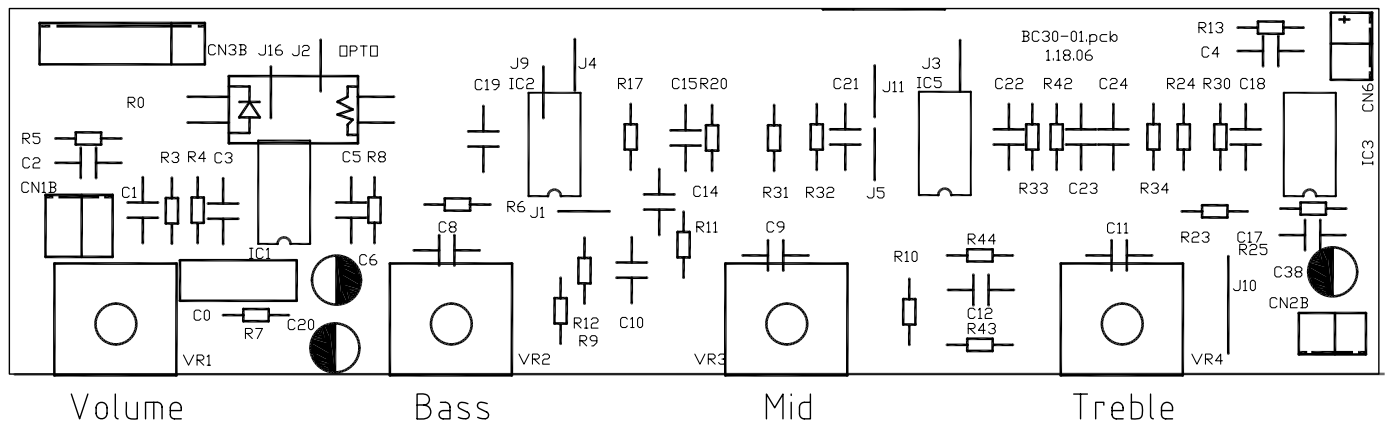 R13
BC30-01.pcb
CN3B J16 J2 OPTO
C4
1.18.06
J9 J4 J3
C19 IC2 R17 C15 R20 C21 J11 IC5 C22 R42 C24 R24 R30 C18
CN6
R0
R5
IC3
C2 R3 R4 C3 C5 R8
CN1B
C1
C14 R31 R32 J5 R33 C23 R34
R6
J1
C8 R11 C9 C11 R23 C17
R44
R25
IC1 C6 R10
C38
J10
CN2B
C0 R7 C20 R12 C10 C12
R43
R9
VR1 VR2 VR3 VR4
Volume Bass Mid Treble